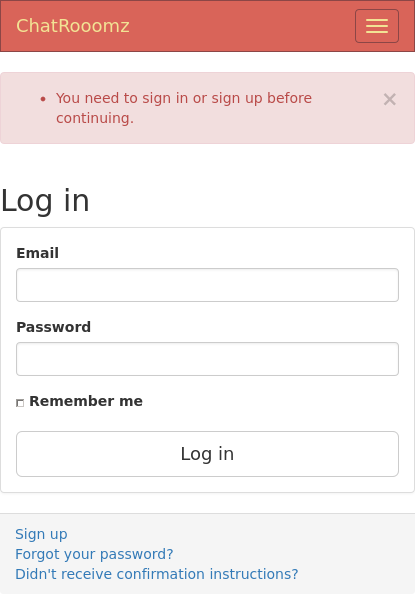 ChatRooomz
You need to sign in or sign up before
continuing.
×
Log in
Email
Password
Remember me
Log in
Sign up
Forgot your password?
Didn't receive confirmation instructions?